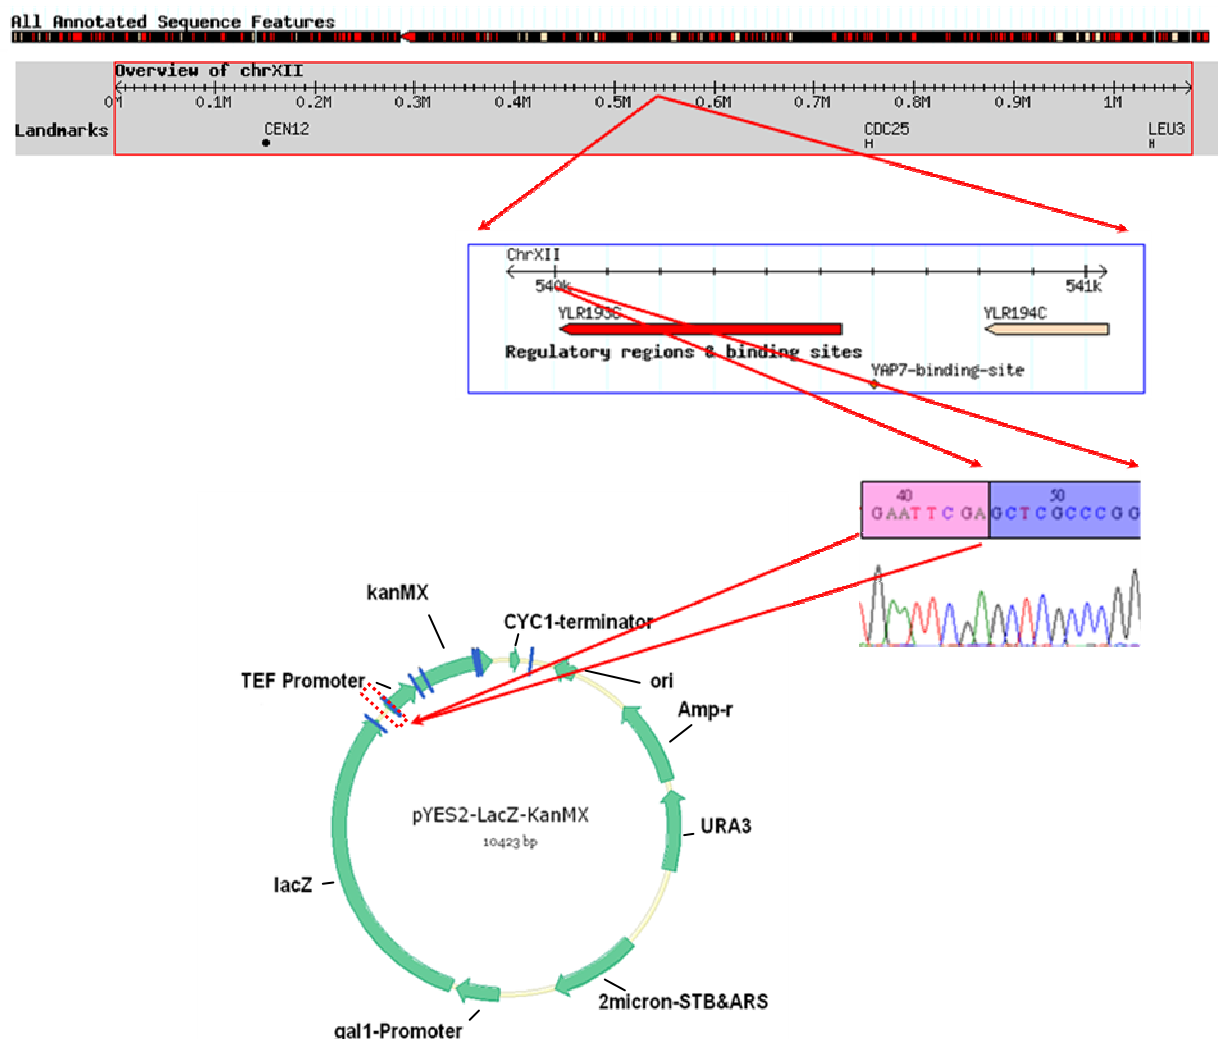 All Annotated Sequence Features
Overview of chrXII
0M 0.1M 0.2M 0.3M 0.4M 0.5M 0.6M 0.7M 0.8M 0.9M 1M
Landmarks
CEN12 CDC25 LEU3
ChrXII
540k 541k
YLR193C YLR194C
Regulatory regions & binding sites
YAP7-binding-site
40 50
GAATTCGAGCTCGCCCGG
kanMX
CYC1-terminator
TEF Promoter
ori
Amp-r
pYES2-LacZ-KanMX
10423 bp
URA3
lacZ
2micron-STB&ARS
gal1-Promoter